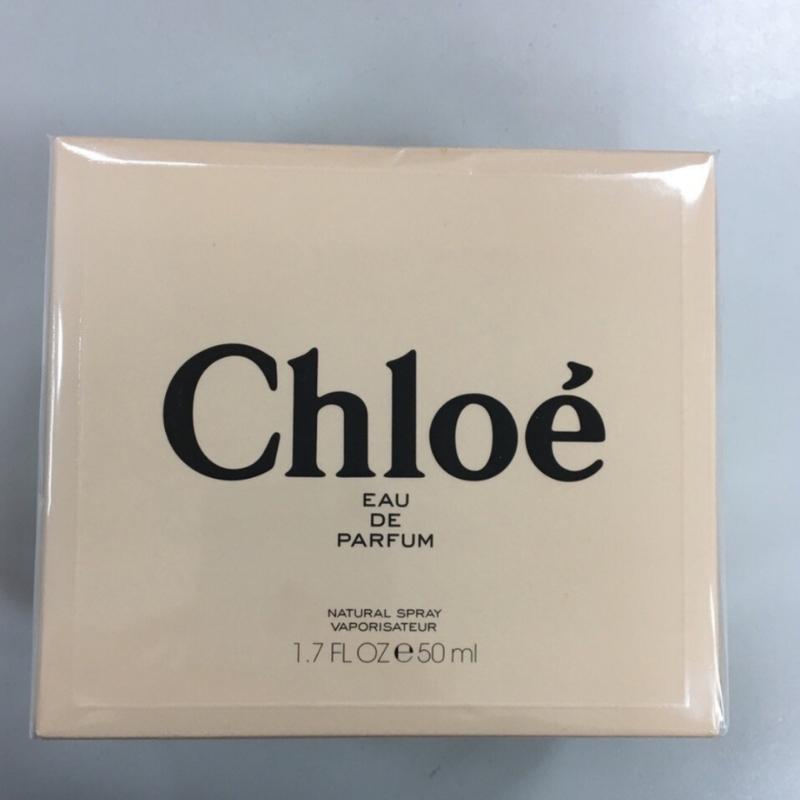 Chloé
EAU
DE
PARFUM
NATURAL SPRAY
VAPORISATEUR
1.7 FL OZ ℮ 50 ml